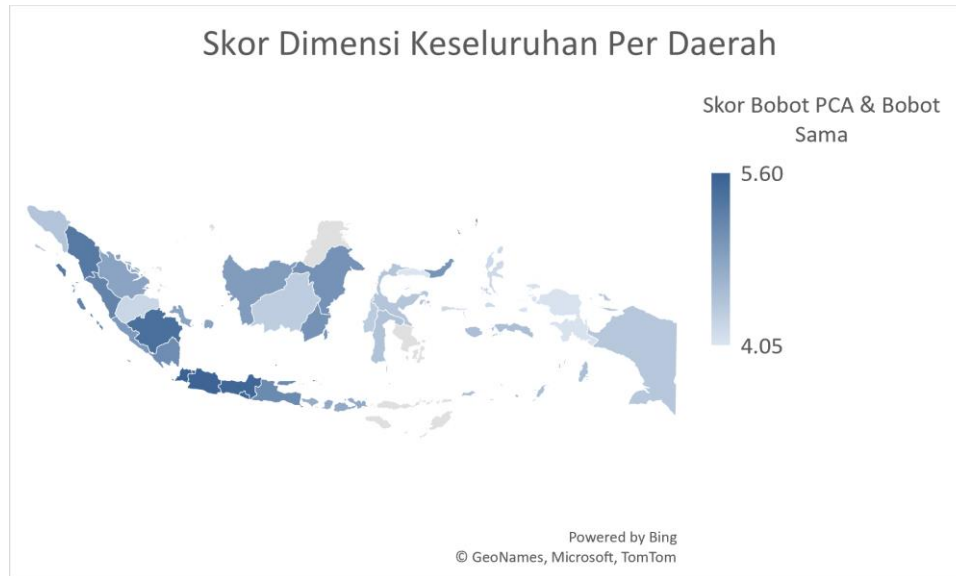 Skor Dimensi Keseluruhan Per Daerah
Skor Bobot PCA & Bobot
Sama
5.60
4.05
Powered by Bing
© GeoNames, Microsoft, TomTom